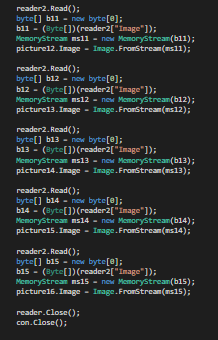 reader2.Read();
byte[] b11 = new byte[0];
b11 = (Byte[])(reader2["Image"]);
MemoryStream ms11 = new MemoryStream(b11);
picture12.Image = Image.FromStream(ms11);
reader2.Read();
byte[] b12 = new byte[0];
b12 = (Byte[])(reader2["Image"]);
MemoryStream ms12 = new MemoryStream(b12);
picture13.Image = Image.FromStream(ms12);
reader2.Read();
byte[] b13 = new byte[0];
b13 = (Byte[])(reader2["Image"]);
MemoryStream ms13 = new MemoryStream(b13);
picture14.Image = Image.FromStream(ms13);
reader2.Read();
byte[] b14 = new byte[0];
b14 = (Byte[])(reader2["Image"]);
MemoryStream ms14 = new MemoryStream(b14);
picture15.Image = Image.FromStream(ms14);
reader2.Read();
byte[] b15 = new byte[0];
b15 = (Byte[])(reader2["Image"]);
MemoryStream ms15 = new MemoryStream(b15);
picture16.Image = Image.FromStream(ms15);
reader.Close();
con.Close();